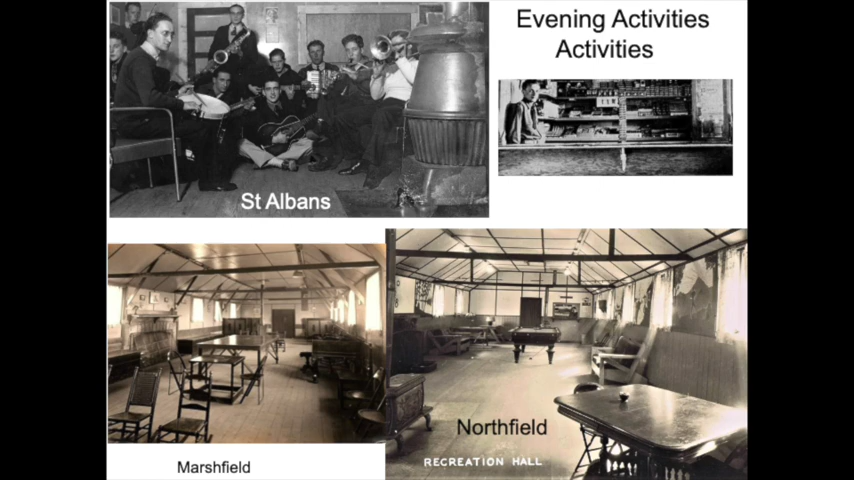 Evening Activities
Activities
St Albans
Marshfield
Northfield
RECREATION HALL